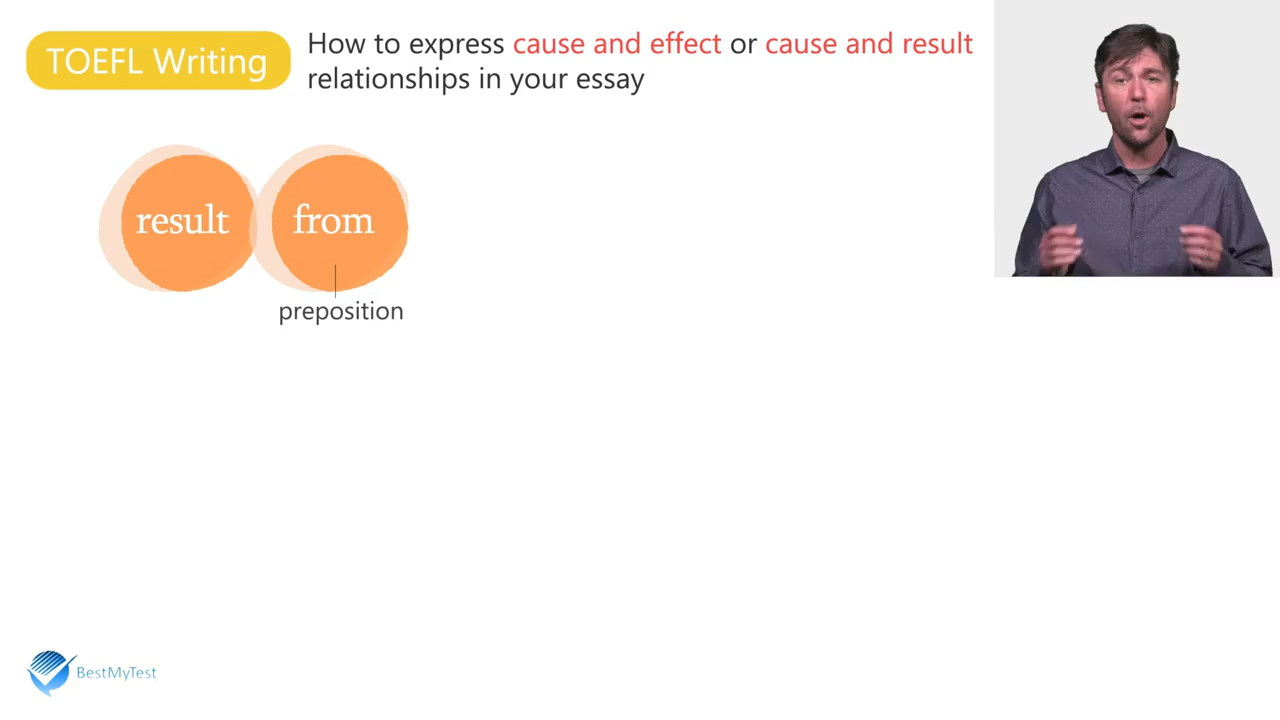 TOEFL Writing
How to express cause and effect or cause and result
relationships in your essay
result
from
preposition
BestMyTest